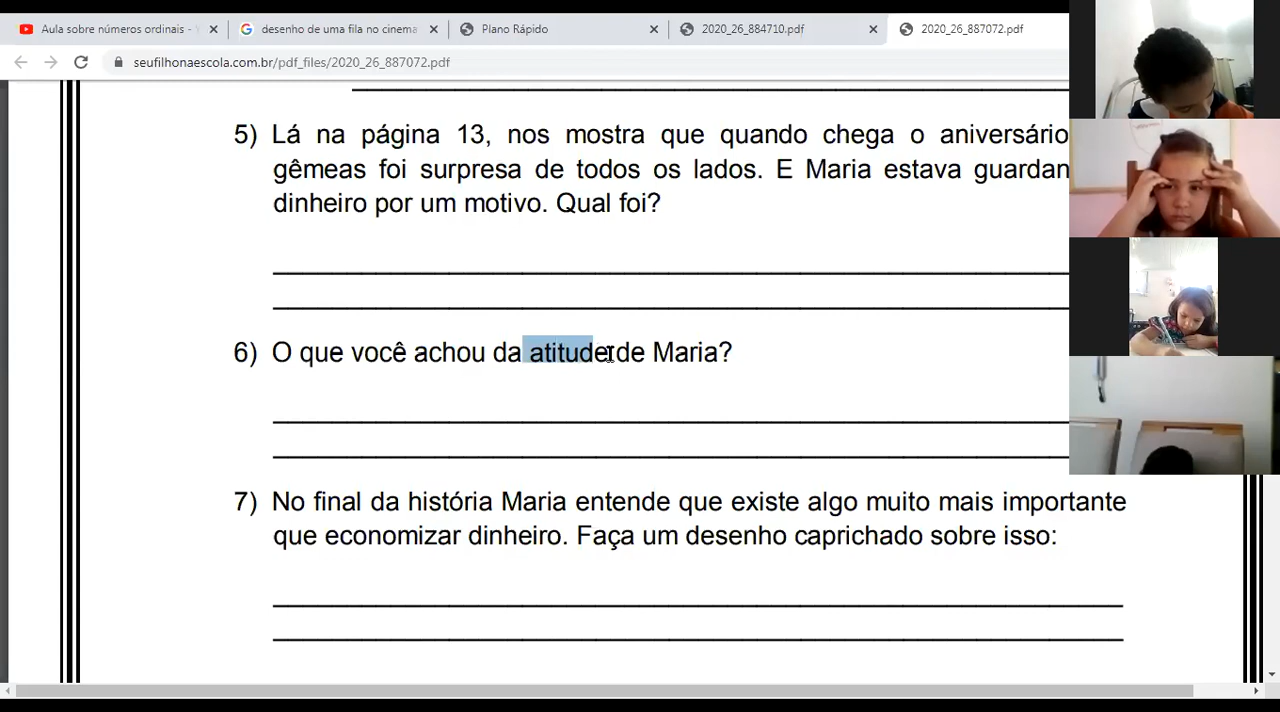 Aula sobre números ordinais - Y
desenho de uma fila no cinema
Plano Rápido
2020_26_884710.pdf
2020_26_887072.pdf
seufilhonaescola.com.br/pdf_files/2020_26_887072.pdf
5) Lá na página 13, nos mostra que quando chega o aniversário
gêmeas foi surpresa de todos os lados. E Maria estava guardan
dinheiro por um motivo. Qual foi?
6) O que você achou da atitude de Maria?
7) No final da história Maria entende que existe algo muito mais importante
que economizar dinheiro. Faça um desenho caprichado sobre isso: